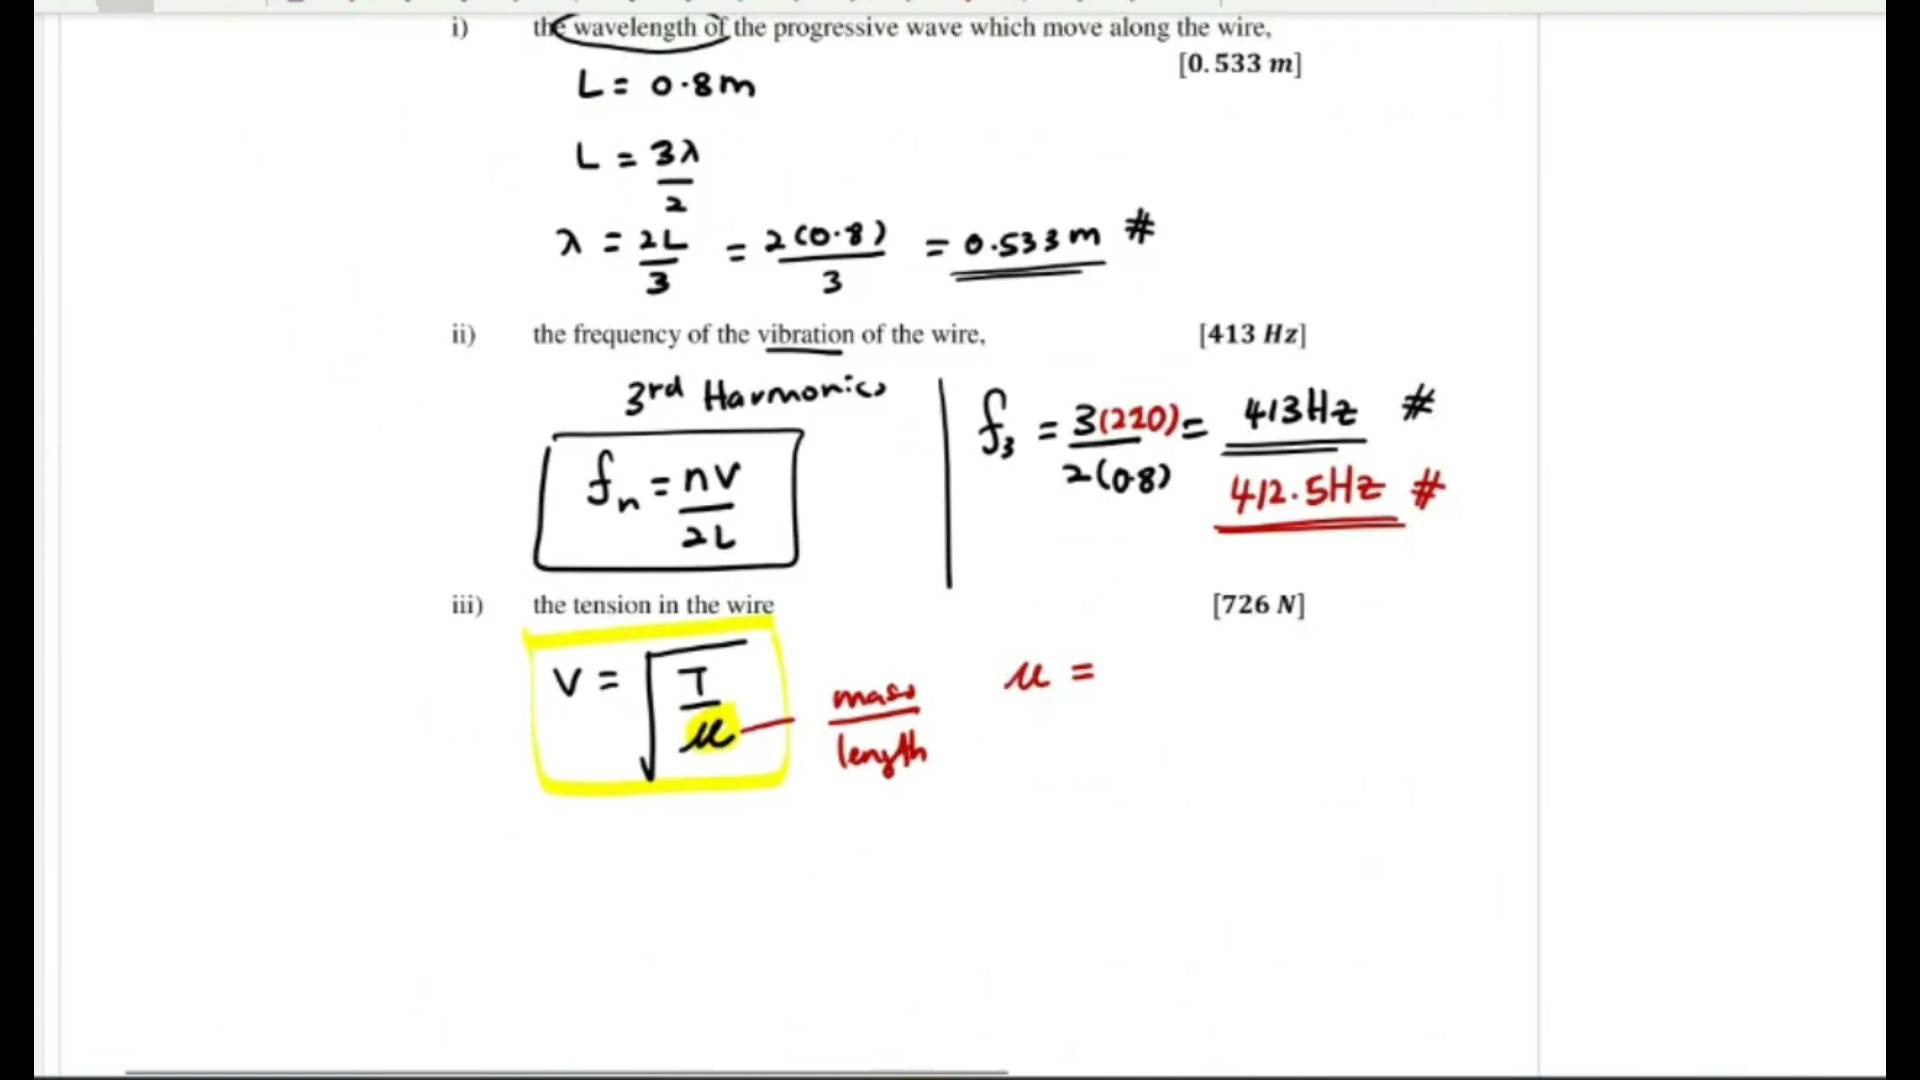 i) the wavelength of the progressive wave which move along the wire,
[0.533 m]
L = 0.8m
L = 3λ/2
λ = 2L/3 = 2(0.8)/3 = 0.533m #
ii) the frequency of the vibration of the wire, [413 Hz]
3rd Harmonics
fn = nV/2L
f3 = 3(220)/2(0.8) = 413Hz #
412.5Hz #
iii) the tension in the wire [726 N]
V = √T/μ
mass/length
μ =